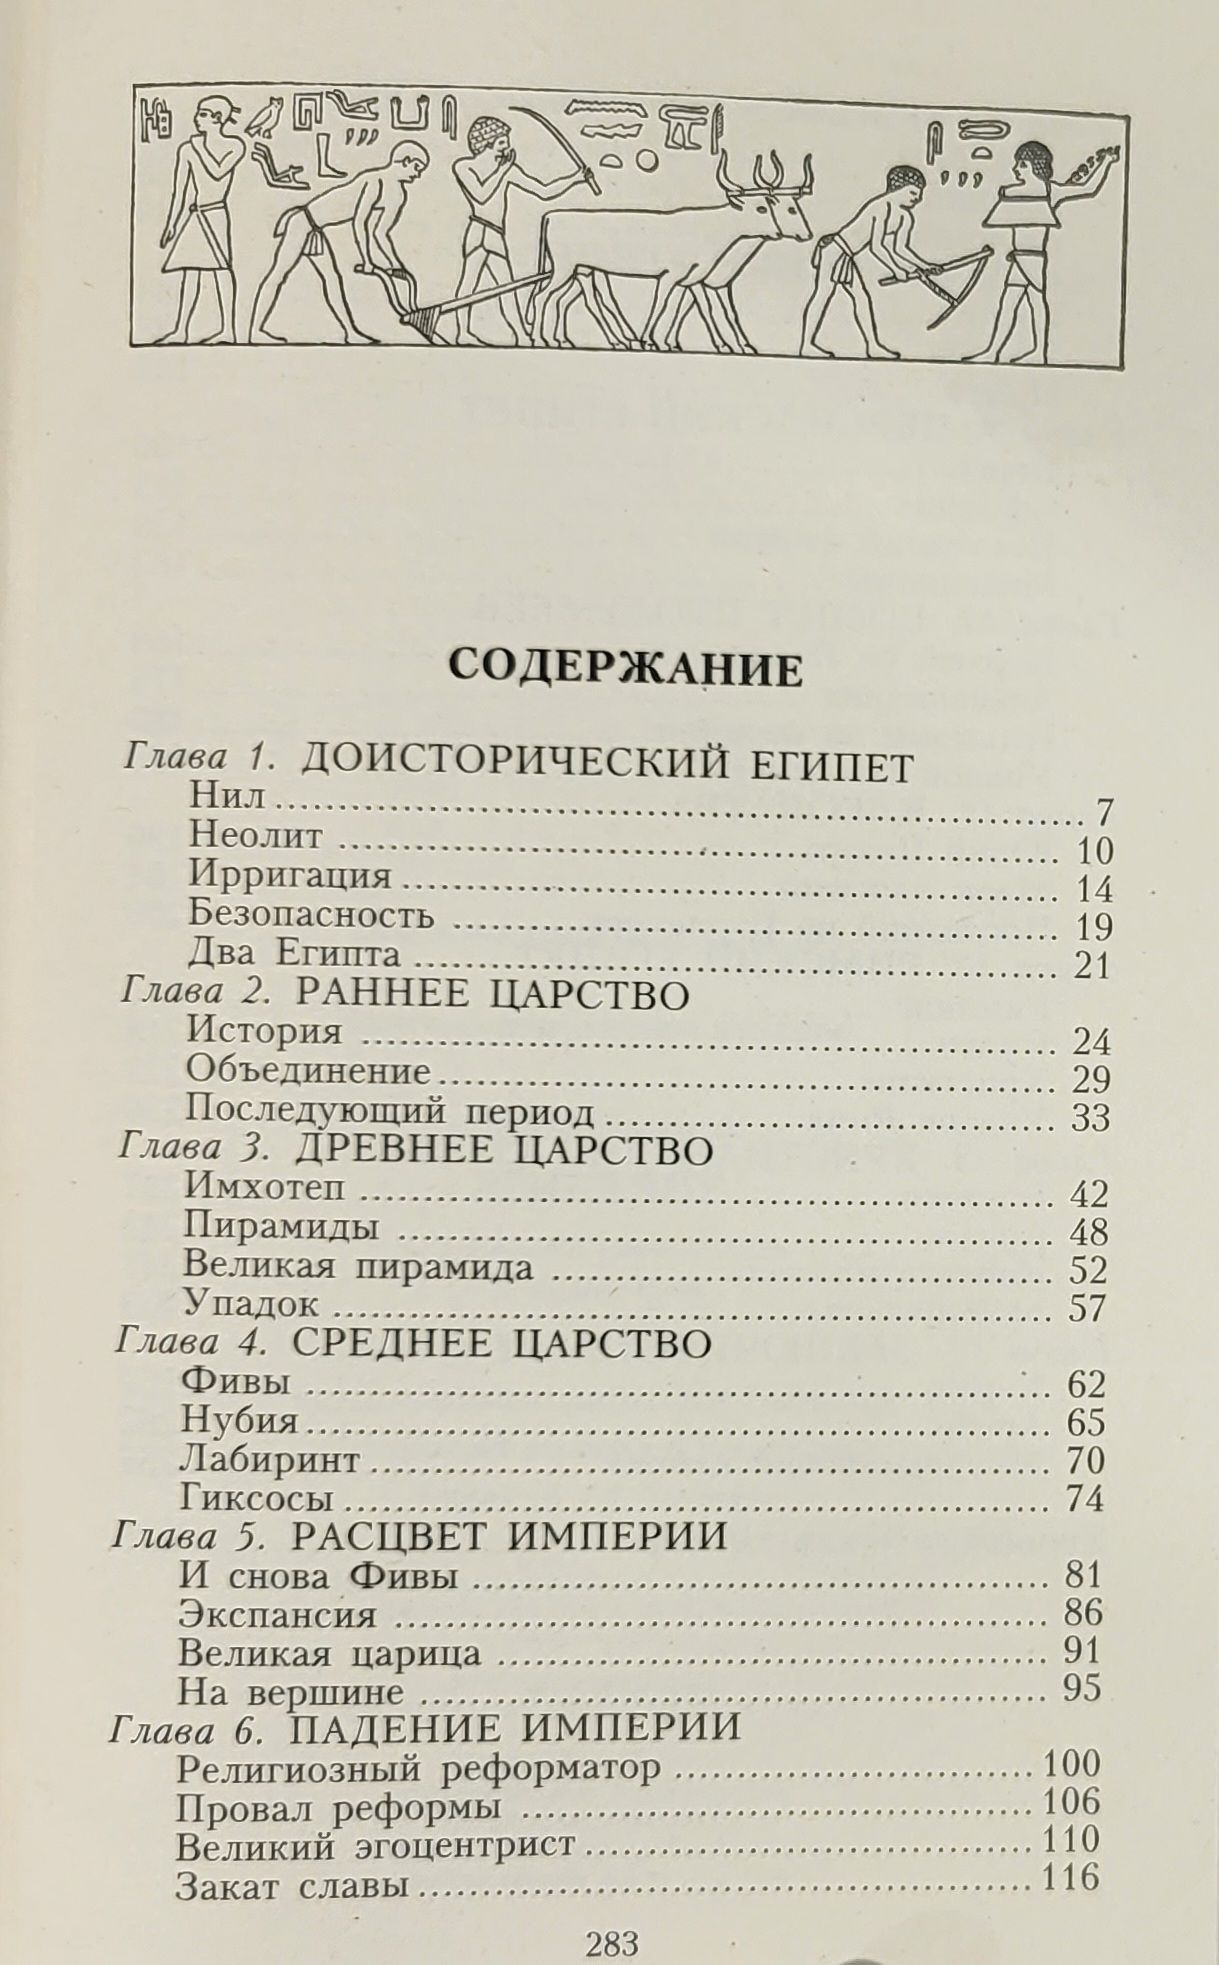 СОДЕРЖАНИЕ
Глава 1. ДОИСТОРИЧЕСКИЙ ЕГИПЕТ
Нил 7
Неолит 10
Ирригация 14
Безопасность 19
Два Египта 21
Глава 2. РАННЕЕ ЦАРСТВО
История 24
Объединение 29
Последующий период 33
Глава 3. ДРЕВНЕЕ ЦАРСТВО
Имхотеп 42
Пирамиды 48
Великая пирамида 52
Упадок 57
Глава 4. СРЕДНЕЕ ЦАРСТВО
Фивы 62
Нубия 65
Лабиринт 70
Гиксосы 74
Глава 5. РАСЦВЕТ ИМПЕРИИ
И снова Фивы 81
Экспансия 86
Великая царица 91
На вершине 95
Глава 6. ПАДЕНИЕ ИМПЕРИИ
Религиозный реформатор 100
Провал реформы 106
Великий эгоцентрист 110
Закат славы 116
283